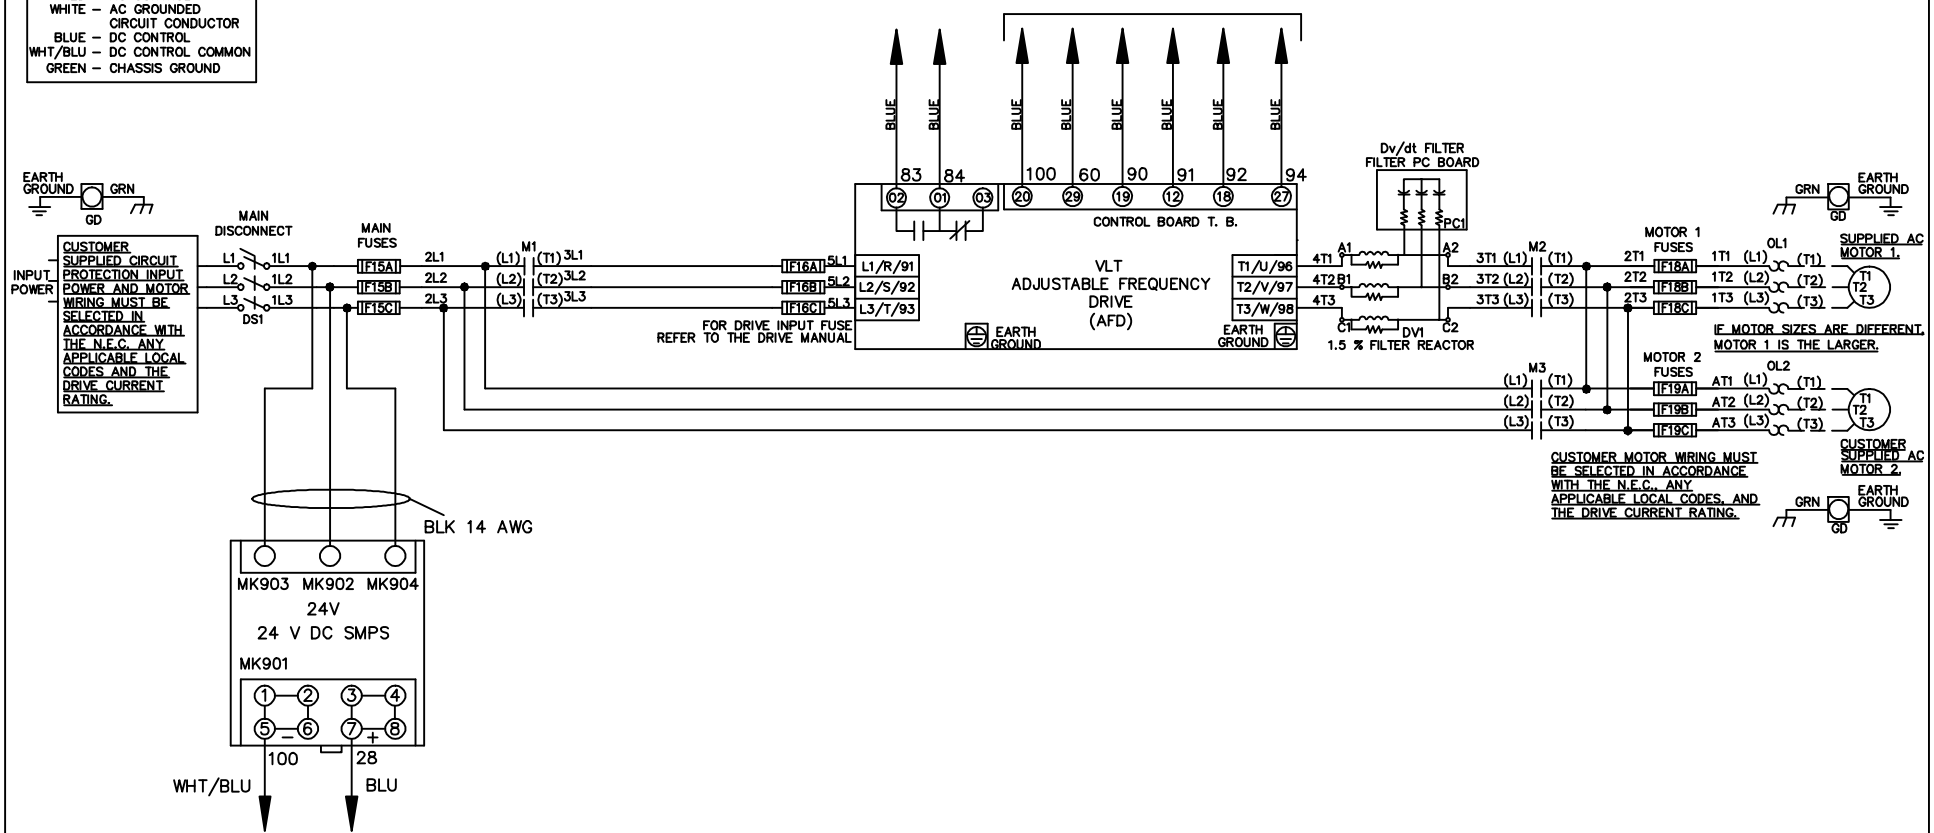 WHITE – AC GROUNDED
CIRCUIT CONDUCTOR
BLUE – DC CONTROL
WHT/BLU – DC CONTROL COMMON
GREEN – CHASSIS GROUND
BLUE
BLUE
BLUE
BLUE
BLUE
BLUE
BLUE
BLUE
83
84
100
60
90
91
92
94
02
01
03
20
29
19
12
18
27
CONTROL BOARD T. B.
Dv/dt FILTER
FILTER PC BOARD
PC1
EARTH
GROUND
GRN
GD
MAIN
DISCONNECT
MAIN
FUSES
INPUT
POWER
CUSTOMER
SUPPLIED CIRCUIT
PROTECTION INPUT
POWER AND MOTOR
WIRING MUST BE
SELECTED IN
ACCORDANCE WITH
THE N.E.C. ANY
APPLICABLE LOCAL
CODES AND THE
DRIVE CURRENT
RATING.
L1 1L1 F15A 2L1 (L1) M1 (T1) 3L1 F16A 5L1 L1/R/91
L2 1L2 F15B 2L2 (L2) (T2) 3L2 F16B 5L2 L2/S/92
L3 1L3 F15C 2L3 (L3) (T3) 3L3 F16C 5L3 L3/T/93
DS1
FOR DRIVE INPUT FUSE
REFER TO THE DRIVE MANUAL
VLT
ADJUSTABLE FREQUENCY
DRIVE
(AFD)
EARTH
GROUND
EARTH
GROUND
T1/U/96 4T1 A1 A2 3T1 (L1) M2 (T1) 2T1 F18A 1T1 (L1) OL1 (T1) T1
T2/V/97 4T2 B1 B2 3T2 (L2) (T2) 2T2 F18B 1T2 (L2) (T2) T2
T3/W/98 4T3 C1 C2 3T3 (L3) (T3) 2T3 F18C 1T3 (L3) (T3) T3
DV1
1.5 % FILTER REACTOR
MOTOR 1
FUSES
GRN
GD
EARTH
GROUND
SUPPLIED AC
MOTOR 1.
IF MOTOR SIZES ARE DIFFERENT,
MOTOR 1 IS THE LARGER.
MOTOR 2
FUSES
(L1) M3 (T1) F19A AT1 (L1) OL2 (T1) T1
(L2) (T2) F19B AT2 (L2) (T2) T2
(L3) (T3) F19C AT3 (L3) (T3) T3
CUSTOMER
SUPPLIED AC
MOTOR 2.
CUSTOMER MOTOR WIRING MUST
BE SELECTED IN ACCORDANCE
WITH THE N.E.C., ANY
APPLICABLE LOCAL CODES, AND
THE DRIVE CURRENT RATING.
GRN
GD
EARTH
GROUND
BLK 14 AWG
MK903 MK902 MK904
24V
24 V DC SMPS
MK901
1 2 3 4
5 – 6 7 + 8
100 28
WHT/BLU BLU